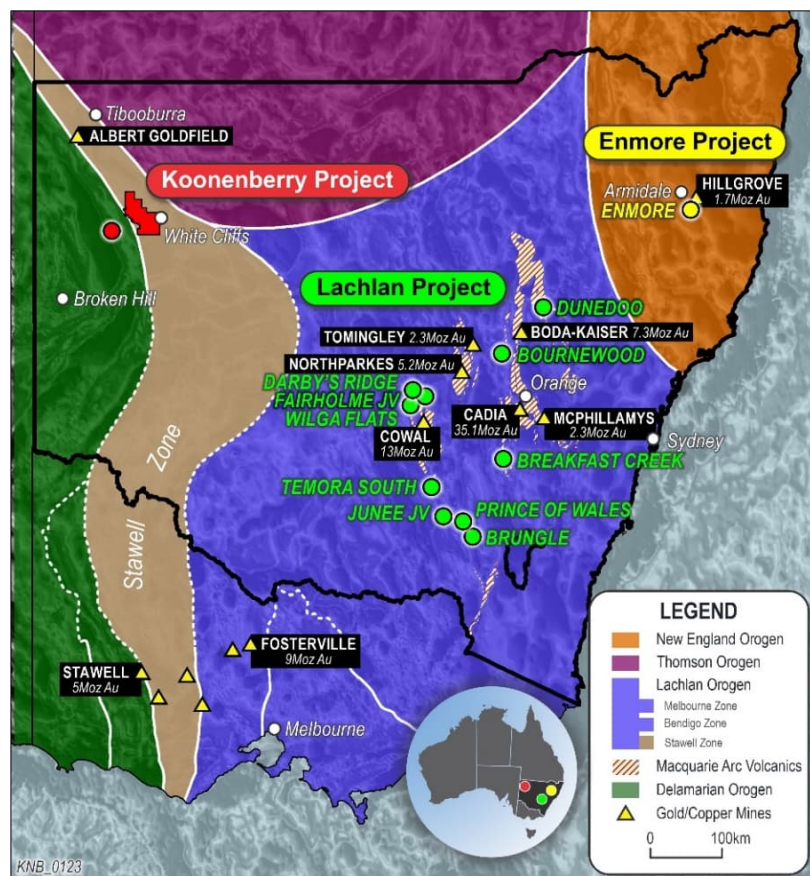 Tibooburra
ALBERT GOLDFIELD
Koonenberry Project
White Cliffs
Broken Hill
Enmore Project
Armidale
HILLGROVE
1.7Moz Au
ENMORE
Lachlan Project
DUNEDOO
TOMINGLEY 2.3Moz Au
BODA-KAISER 7.3Moz Au
NORTHPARKES
5.2Moz Au
BOURNEWOOD
DARBY'S RIDGE
FAIRHOLME JV
WILGA FLATS
Orange
CADIA
35.1Moz Au
MCPHILLAMYS
2.3Moz Au
COWAL
13Moz Au
Sydney
BREAKFAST CREEK
TEMORA SOUTH
JUNEE JV
PRINCE OF WALES
BRUNGLE
Stawell
Zone
FOSTERVILLE
9Moz Au
STAWELL
5Moz Au
Melbourne
LEGEND
New England Orogen
Thomson Orogen
Lachlan Orogen
Melbourne Zone
Bendigo Zone
Stawell Zone
Macquarie Arc Volcanics
Delamarian Orogen
Gold/Copper Mines
0 100km
KNB_0123